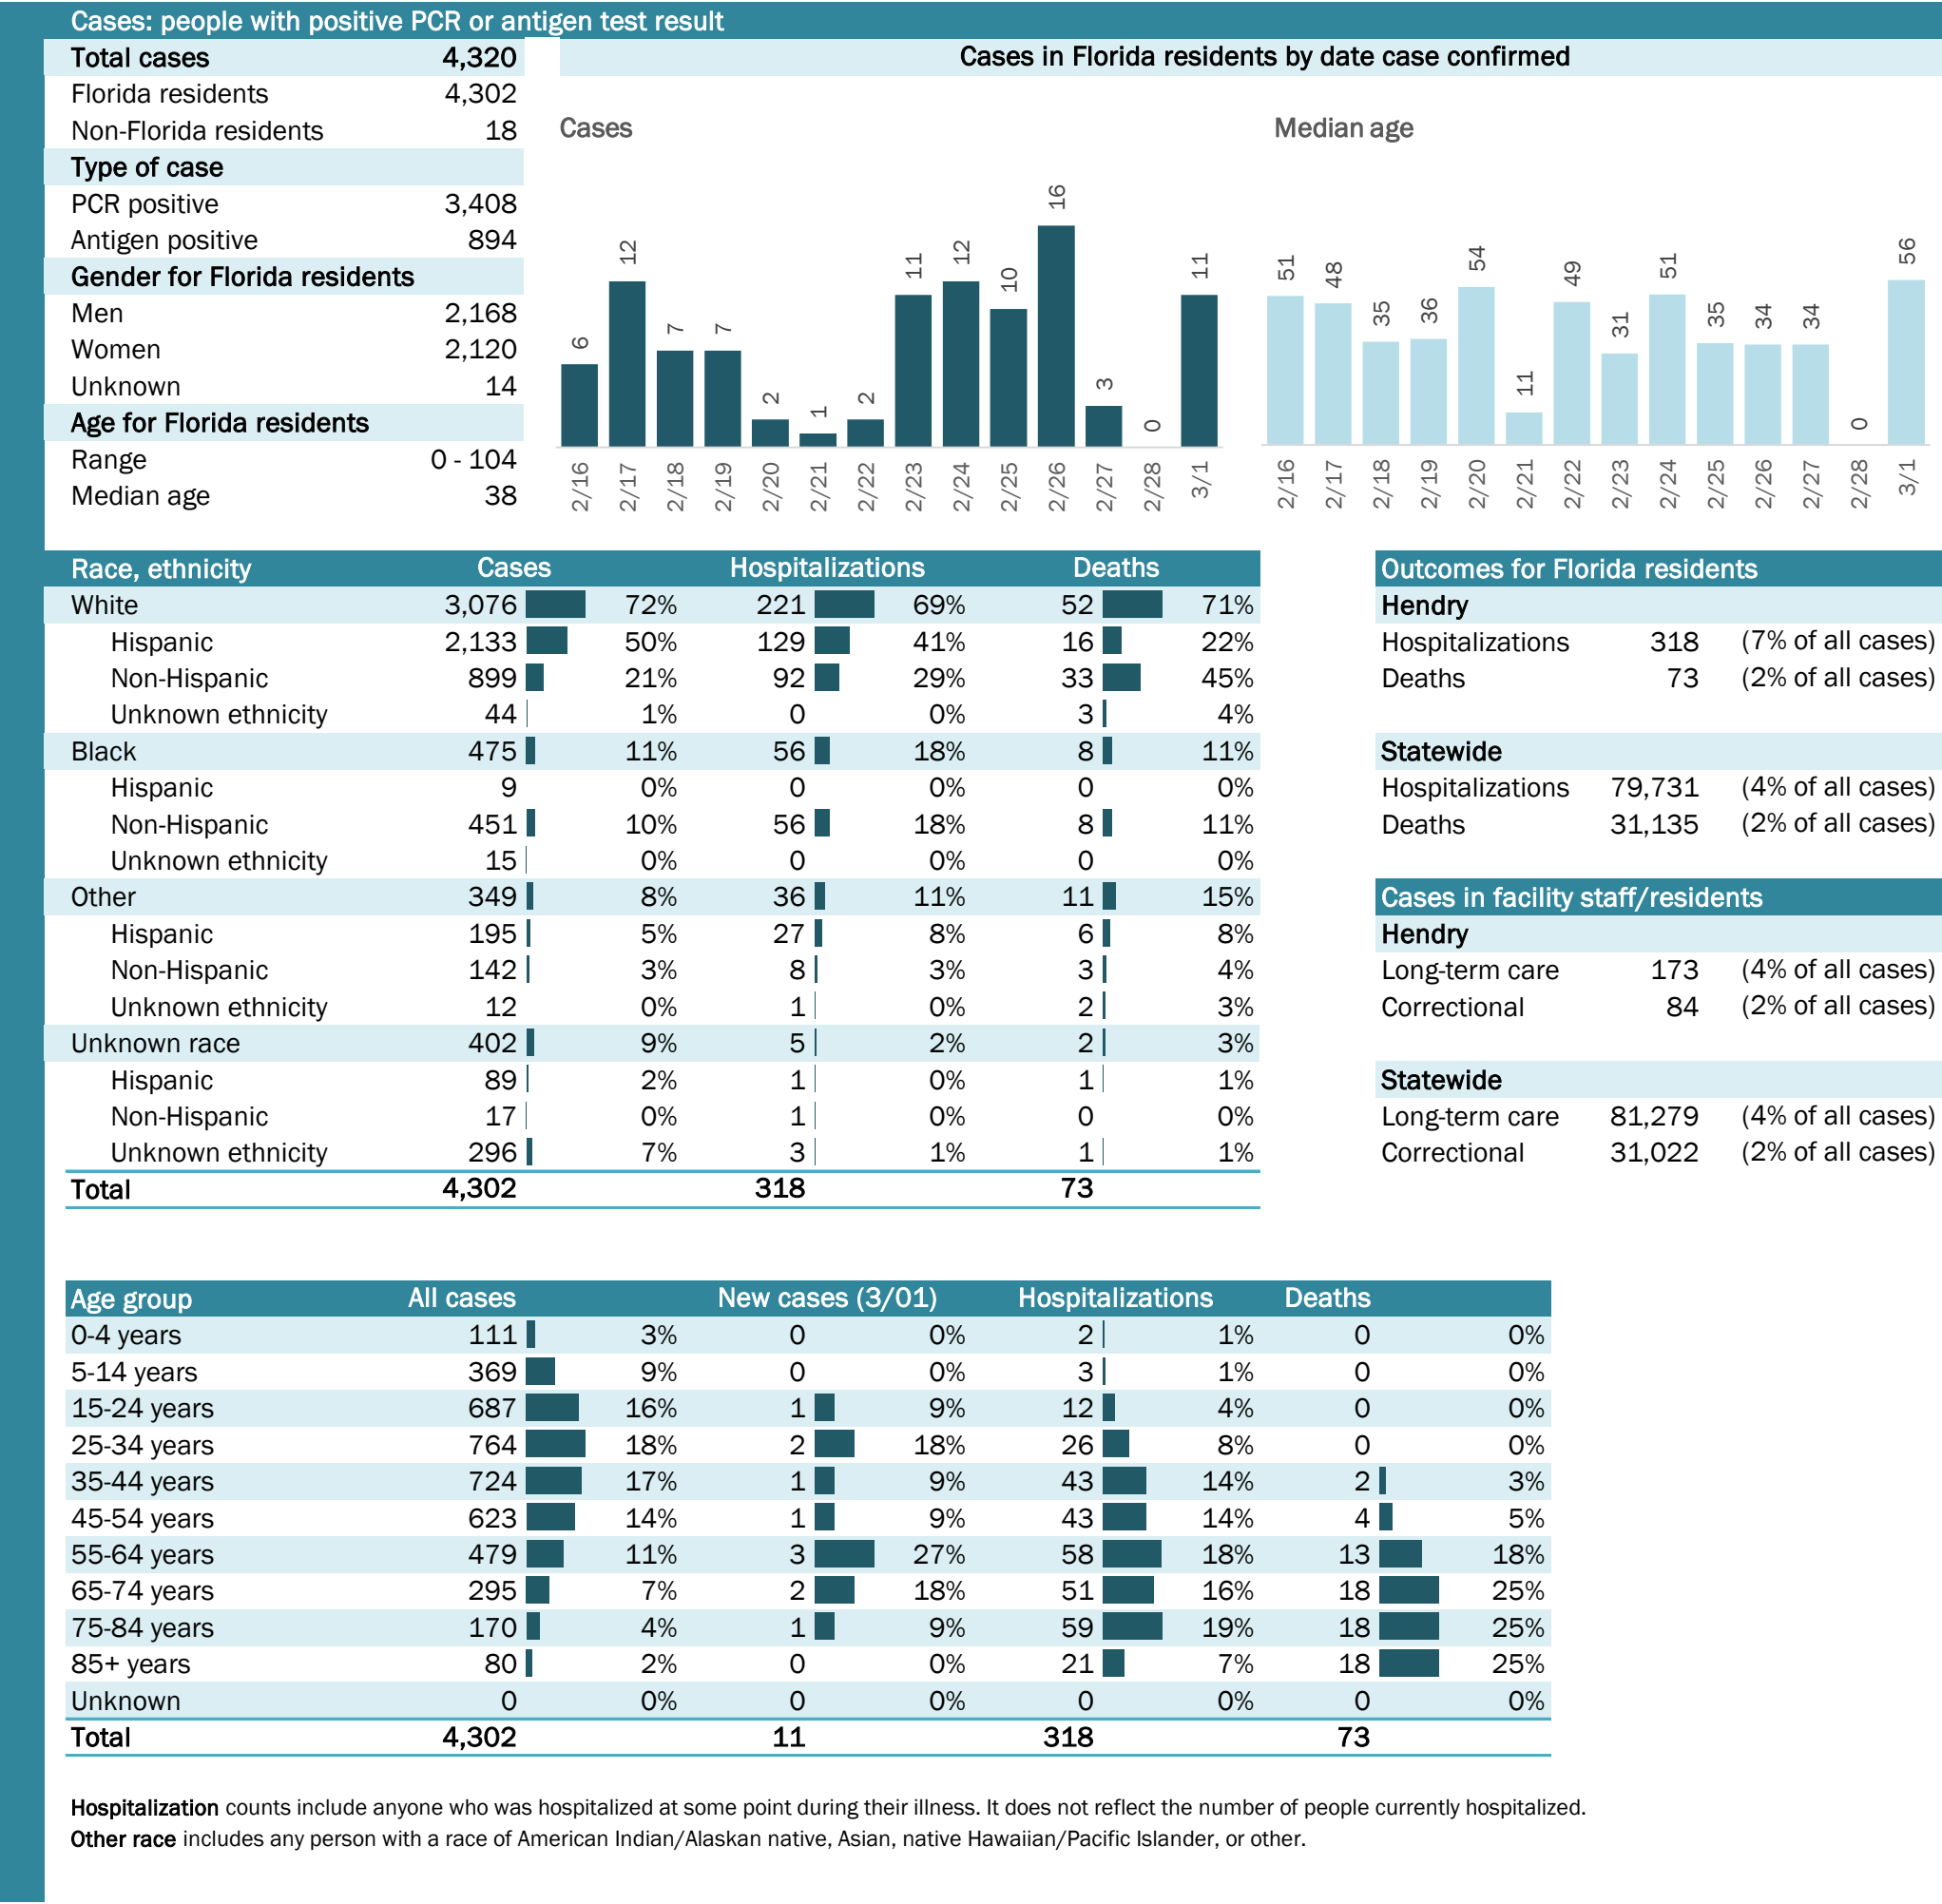 Cases: people with positive PCR or antigen test result
Total cases 4,320
Florida residents 4,302
Non-Florida residents 18
Type of case
PCR positive 3,408
Antigen positive 894
Gender for Florida residents
Men 2,168
Women 2,120
Unknown 14
Age for Florida residents
Range 0 - 104
Median age 38
Cases in Florida residents by date case confirmed
Cases
6 12 7 7 2 1 2 11 12 10 16 3 0 11
2/16 2/17 2/18 2/19 2/20 2/21 2/22 2/23 2/24 2/25 2/26 2/27 2/28 3/1
Median age
51 48 35 36 54 11 49 31 51 35 34 34 0 56
2/16 2/17 2/18 2/19 2/20 2/21 2/22 2/23 2/24 2/25 2/26 2/27 2/28 3/1
Race, ethnicity Cases Hospitalizations Deaths
White 3,076 72% 221 69% 52 71%
Hispanic 2,133 50% 129 41% 16 22%
Non-Hispanic 899 21% 92 29% 33 45%
Unknown ethnicity 44 1% 0 0% 3 4%
Black 475 11% 56 18% 8 11%
Hispanic 9 0% 0 0% 0 0%
Non-Hispanic 451 10% 56 18% 8 11%
Unknown ethnicity 15 0% 0 0% 0 0%
Other 349 8% 36 11% 11 15%
Hispanic 195 5% 27 8% 6 8%
Non-Hispanic 142 3% 8 3% 3 4%
Unknown ethnicity 12 0% 1 0% 2 3%
Unknown race 402 9% 5 2% 2 3%
Hispanic 89 2% 1 0% 1 1%
Non-Hispanic 17 0% 1 0% 0 0%
Unknown ethnicity 296 7% 3 1% 1 1%
Total 4,302 318 73
Outcomes for Florida residents
Hendry
Hospitalizations 318 (7% of all cases)
Deaths 73 (2% of all cases)
Statewide
Hospitalizations 79,731 (4% of all cases)
Deaths 31,135 (2% of all cases)
Cases in facility staff/residents
Hendry
Long-term care 173 (4% of all cases)
Correctional 84 (2% of all cases)
Statewide
Long-term care 81,279 (4% of all cases)
Correctional 31,022 (2% of all cases)
Age group All cases New cases (3/01) Hospitalizations Deaths
0-4 years 111 3% 0 0% 2 1% 0 0%
5-14 years 369 9% 0 0% 3 1% 0 0%
15-24 years 687 16% 1 9% 12 4% 0 0%
25-34 years 764 18% 2 18% 26 8% 0 0%
35-44 years 724 17% 1 9% 43 14% 2 3%
45-54 years 623 14% 1 9% 43 14% 4 5%
55-64 years 479 11% 3 27% 58 18% 13 18%
65-74 years 295 7% 2 18% 51 16% 18 25%
75-84 years 170 4% 1 9% 59 19% 18 25%
85+ years 80 2% 0 0% 21 7% 18 25%
Unknown 0 0% 0 0% 0 0% 0 0%
Total 4,302 11 318 73
Hospitalization counts include anyone who was hospitalized at some point during their illness. It does not reflect the number of people currently hospitalized.
Other race includes any person with a race of American Indian/Alaskan native, Asian, native Hawaiian/Pacific Islander, or other.